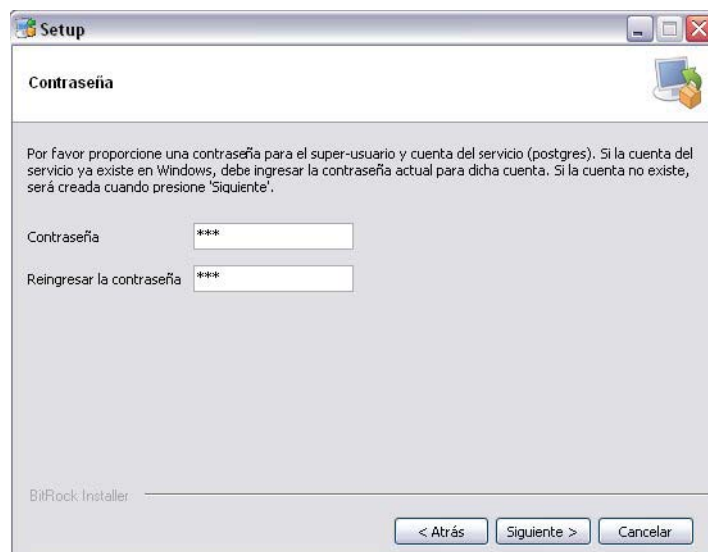 Setup
Contraseña
Por favor proporcione una contraseña para el super-usuario y cuenta del servicio (postgres). Si la cuenta del
servicio ya existe en Windows, debe ingresar la contraseña actual para dicha cuenta. Si la cuenta no existe,
será creada cuando presione 'Siguiente'.
Contraseña ***
Reingresar la contraseña ***
BitRock Installer
< Atrás Siguiente > Cancelar